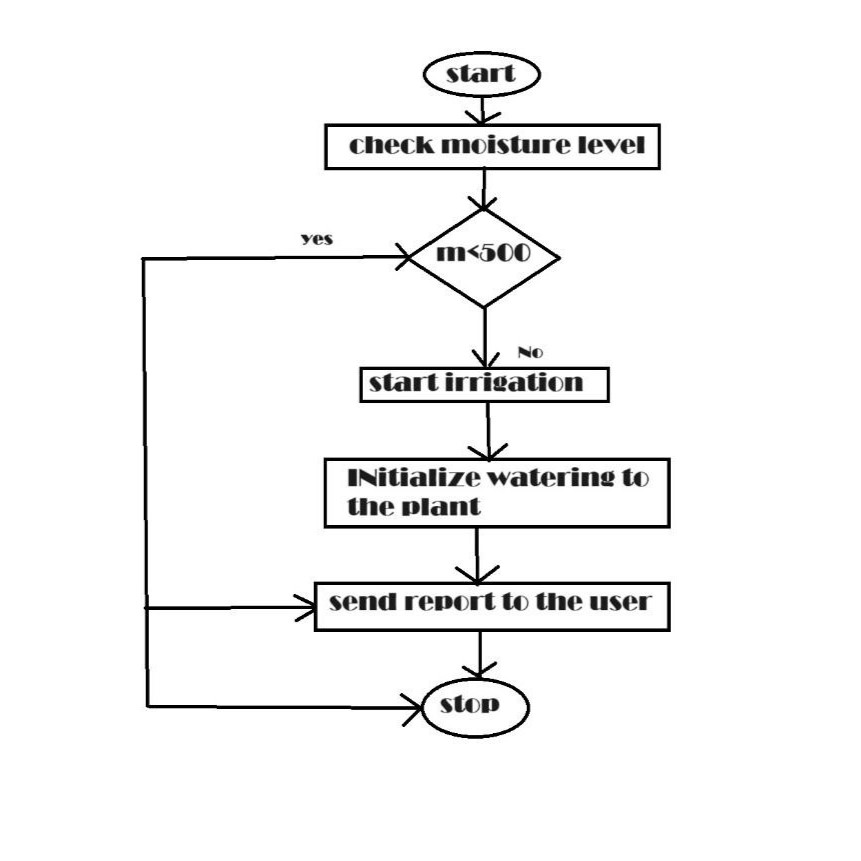 start
check moisture level
yes
m<500
No
start irrigation
INitialize watering to
the plant
send report to the user
stop